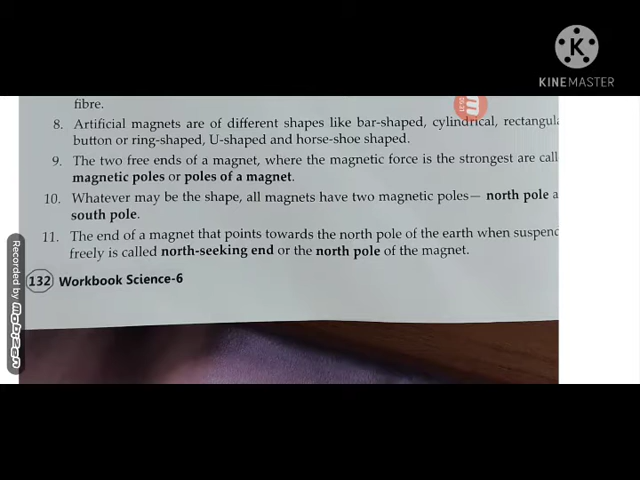 KINEMASTER
fibre.
8. Artificial magnets are of different shapes like bar-shaped, cylindrical,
button or ring-shaped, U-shaped and horse-shoe shaped.
9. The two free ends of a magnet, where the magnetic force is the strongest are
magnetic poles or poles of a magnet.
10. Whatever may be the shape, all magnets have two magnetic poles— north pole
south pole.
11. The end of a magnet that points towards the north pole of the earth when
freely is called north-seeking end or the north pole of the magnet.
132 Workbook Science-6
Recorded by